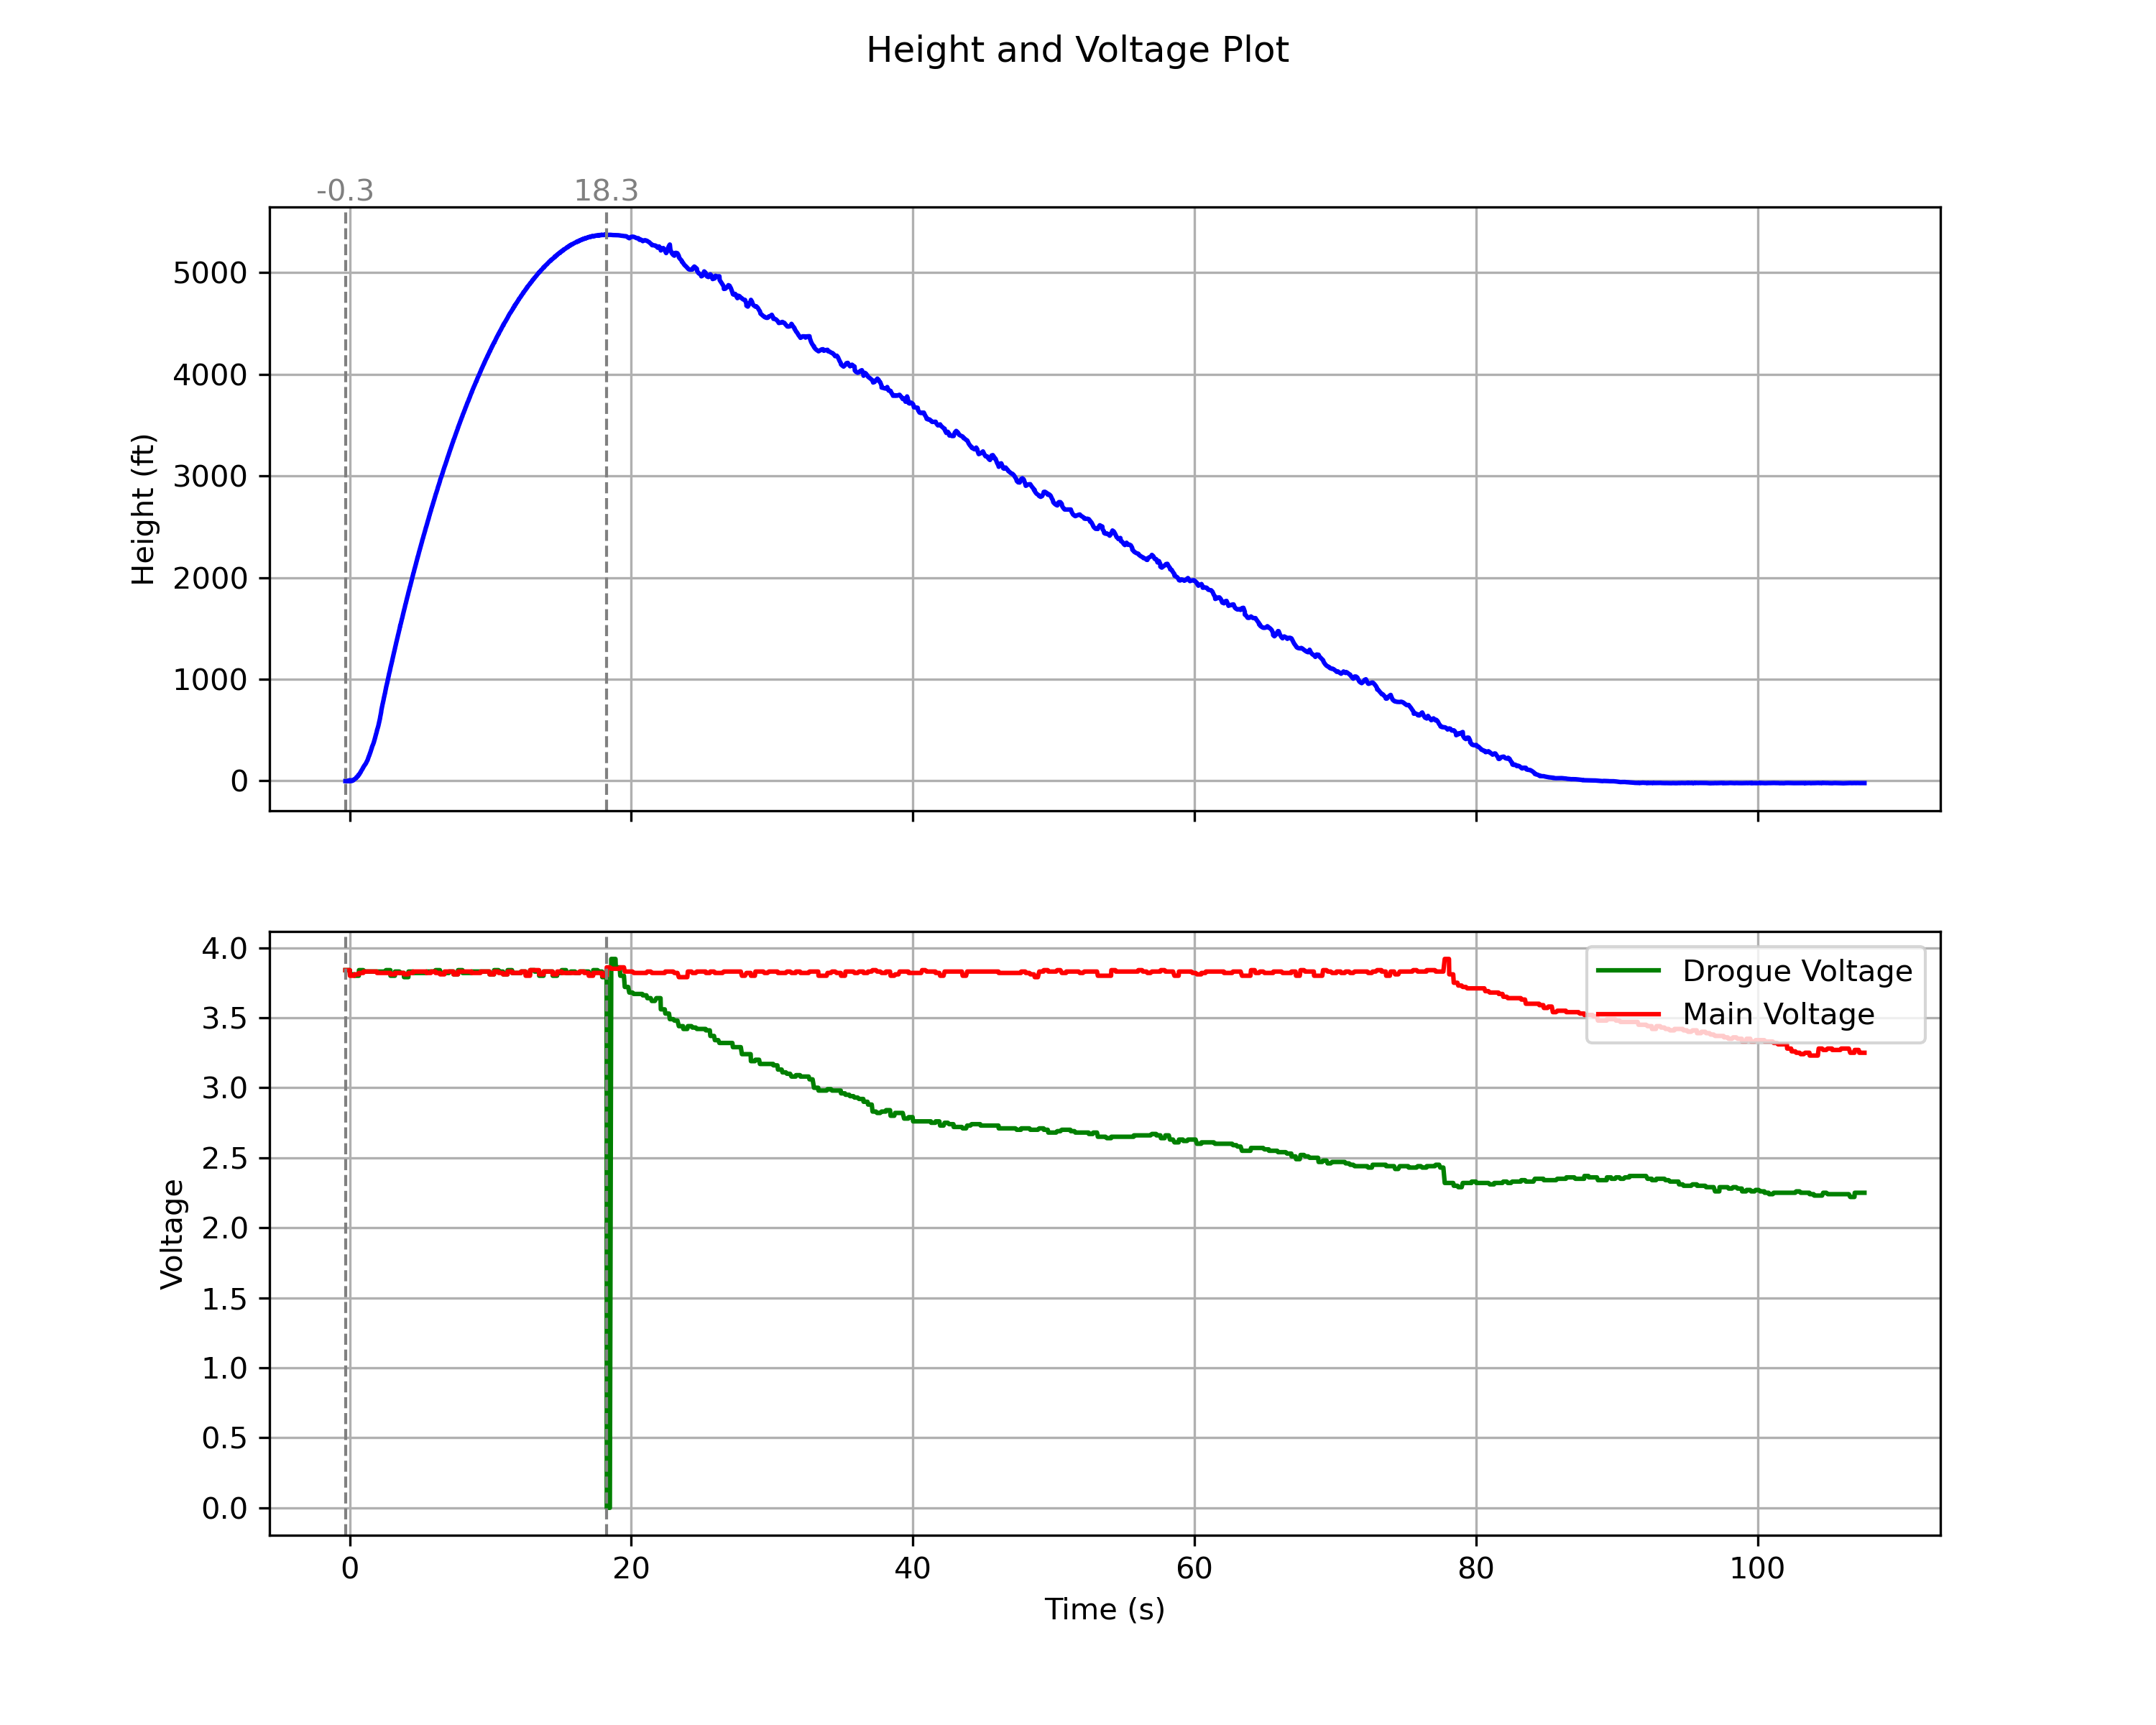 Height and Voltage Plot
-0.3 18.3
5000
4000
3000
2000
1000
0
Height (ft)
4.0
3.5
3.0
2.5
2.0
1.5
1.0
0.5
0.0
Voltage
Drogue Voltage
Main Voltage
0 20 40 60 80 100
Time (s)